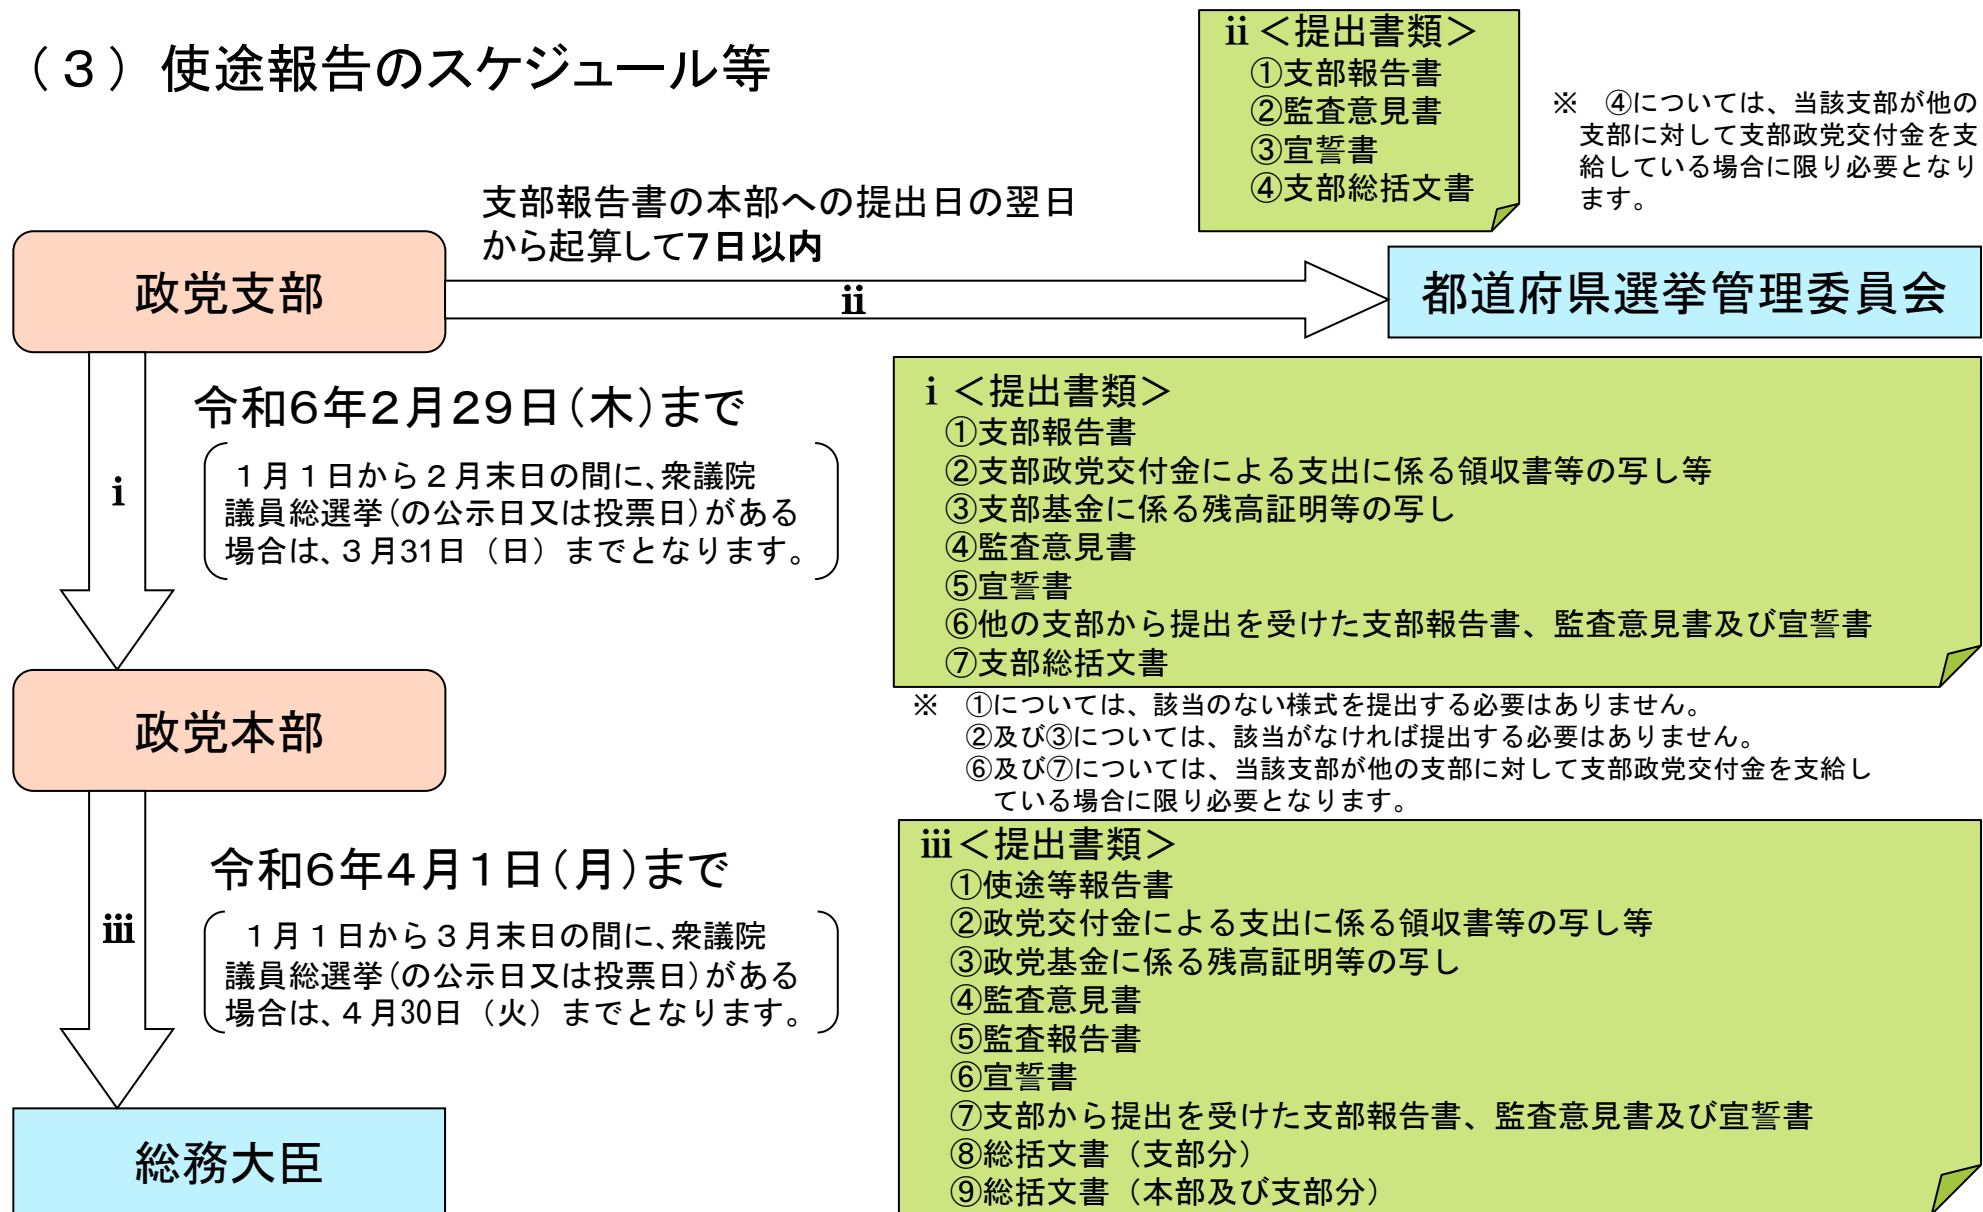 （３）使途報告のスケジュール等
ⅱ＜提出書類＞
①支部報告書
②監査意見書
③宣誓書
④支部総括文書
※　④については、当該支部が他の
支部に対して支部政党交付金を支
給している場合に限り必要となり
ます。
支部報告書の本部への提出日の翌日
から起算して7日以内
政党支部
ⅱ
都道府県選挙管理委員会
ⅰ
令和6年2月29日（木）まで
１月１日から２月末日の間に、衆議院
議員総選挙（の公示日又は投票日）がある
場合は、３月31日（日）までとなります。
ⅰ＜提出書類＞
①支部報告書
②支部政党交付金による支出に係る領収書等の写し等
③支部基金に係る残高証明等の写し
④監査意見書
⑤宣誓書
⑥他の支部から提出を受けた支部報告書、監査意見書及び宣誓書
⑦支部総括文書
※　①については、該当のない様式を提出する必要はありません。
②及び③については、該当がなければ提出する必要はありません。
⑥及び⑦については、当該支部が他の支部に対して支部政党交付金を支給し
ている場合に限り必要となります。
政党本部
ⅲ
令和6年4月1日（月）まで
１月１日から３月末日の間に、衆議院
議員総選挙（の公示日又は投票日）がある
場合は、４月30日（火）までとなります。
ⅲ＜提出書類＞
①使途等報告書
②政党交付金による支出に係る領収書等の写し等
③政党基金に係る残高証明等の写し
④監査意見書
⑤監査報告書
⑥宣誓書
⑦支部から提出を受けた支部報告書、監査意見書及び宣誓書
⑧総括文書（支部分）
⑨総括文書（本部及び支部分）
総務大臣